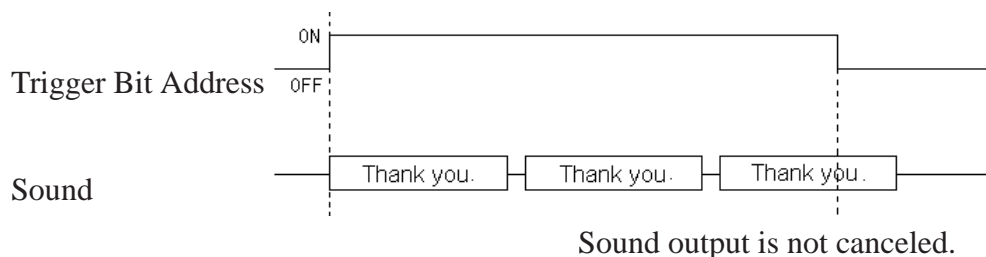 ON
Trigger Bit Address OFF
Thank you. Thank you. Thank you.
Sound
Sound output is not canceled.